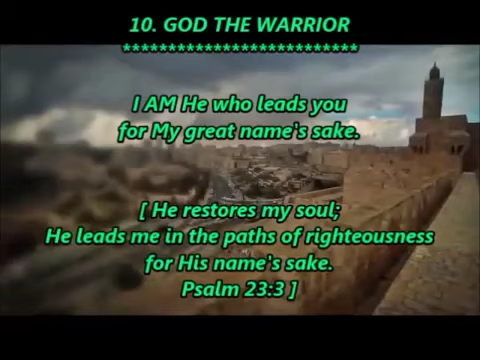 10. GOD THE WARRIOR
**************************
I AM He who leads you
for My great name's sake.
[ He restores my soul;
He leads me in the paths of righteousness
for His name's sake.
Psalm 23:3 ]